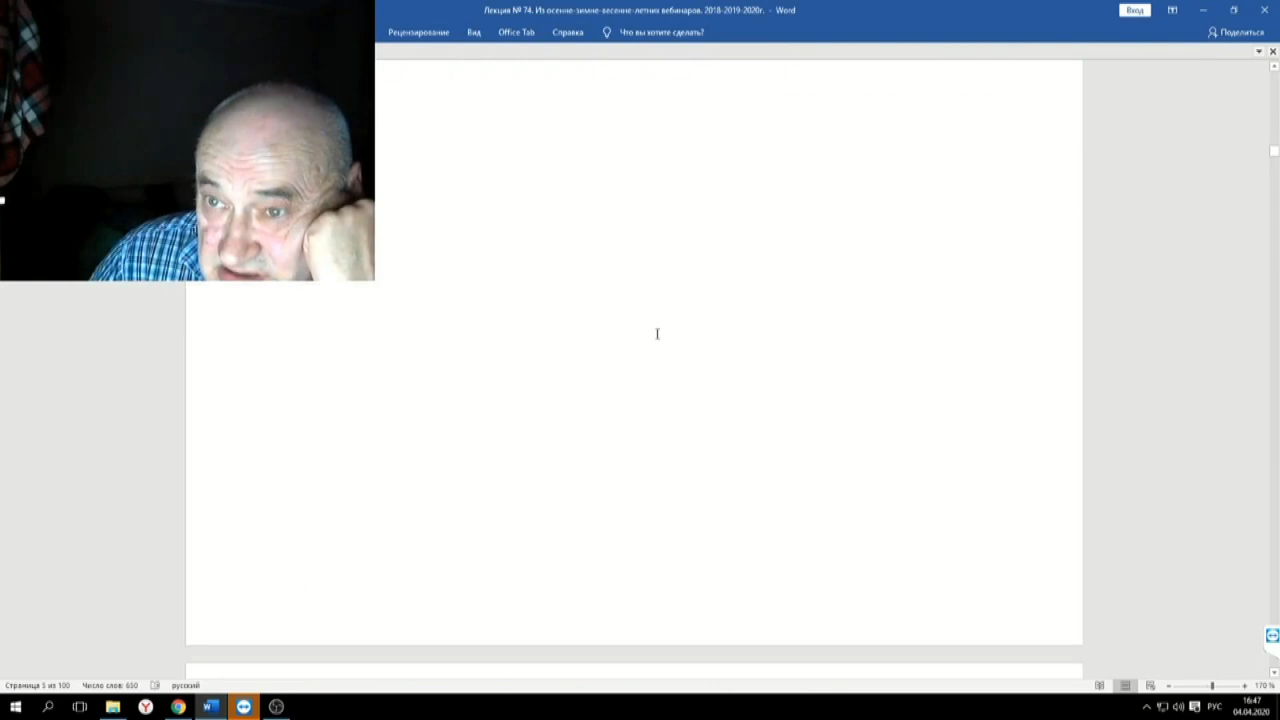 Лекция № 74. Из осенне-зимне-весенне-летних вебинаров. 2018-2019-2020г. - Word
Вход
Рецензирование Вид Office Tab Справка Что вы хотите сделать? Поделиться
Страница 5 из 100 Число слов: 650 русский 170 %
РУС
16:47
04.04.2020